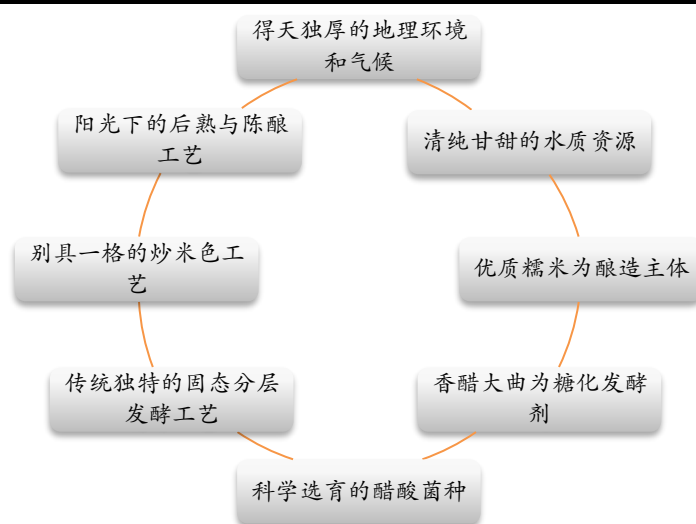 得天独厚的地理环境
和气候
清纯甘甜的水质资源
优质糯米为酿造主体
香醋大曲为糖化发酵
剂
科学选育的醋酸菌种
传统独特的固态分层
发酵工艺
别具一格的炒米色工
艺
阳光下的后熟与陈酿
工艺